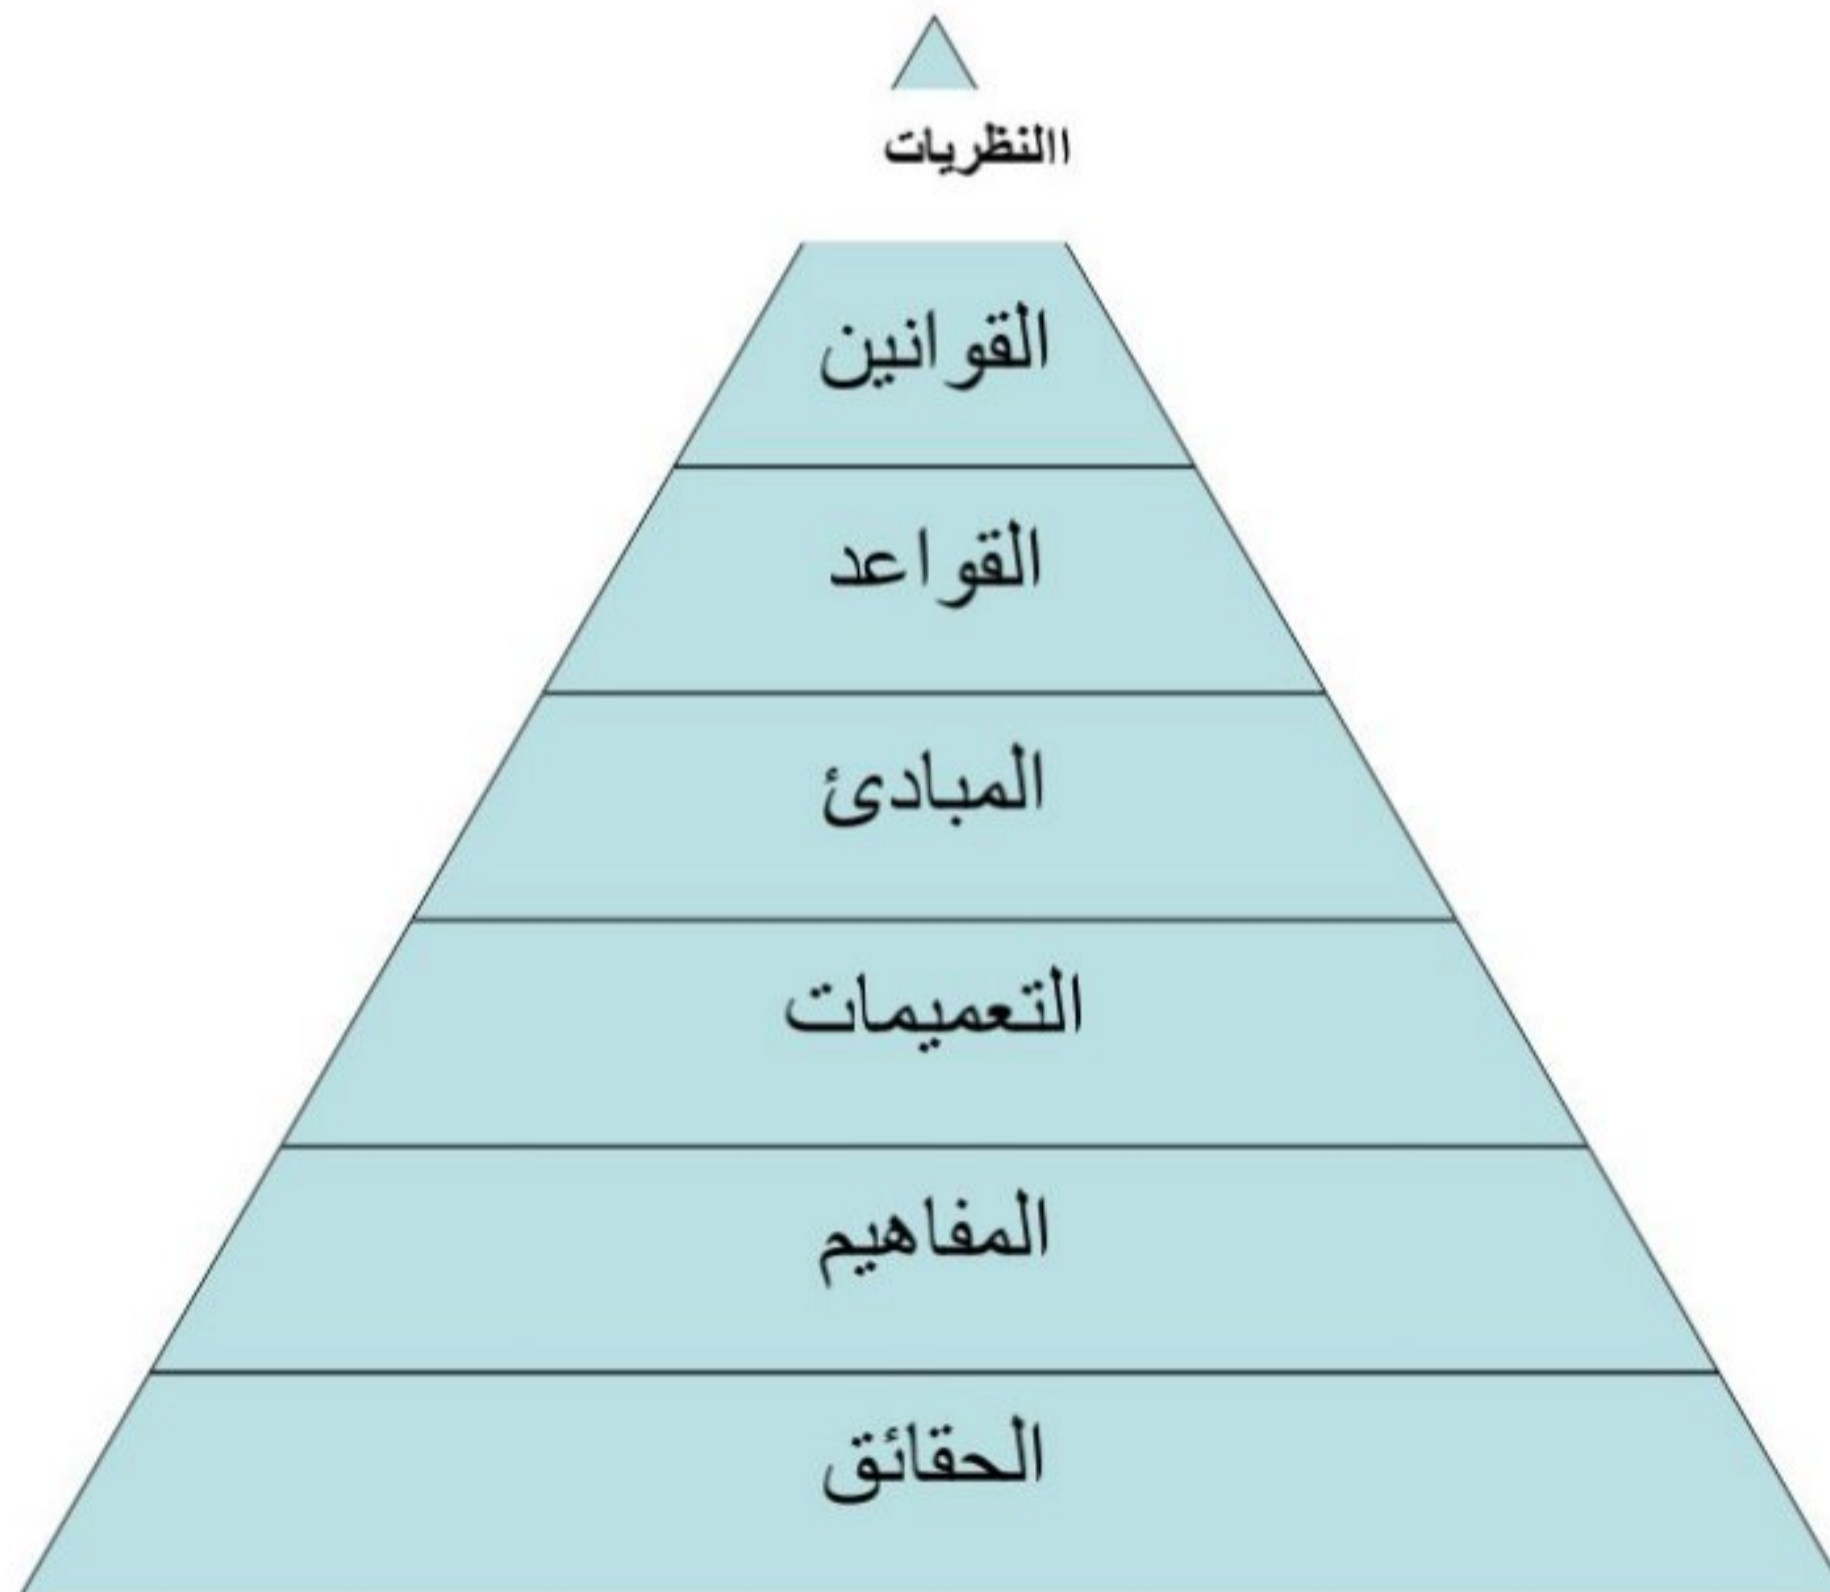 االنظريات
القوانين
القواعد
المبادئ
التعميمات
المفاهيم
الحقائق